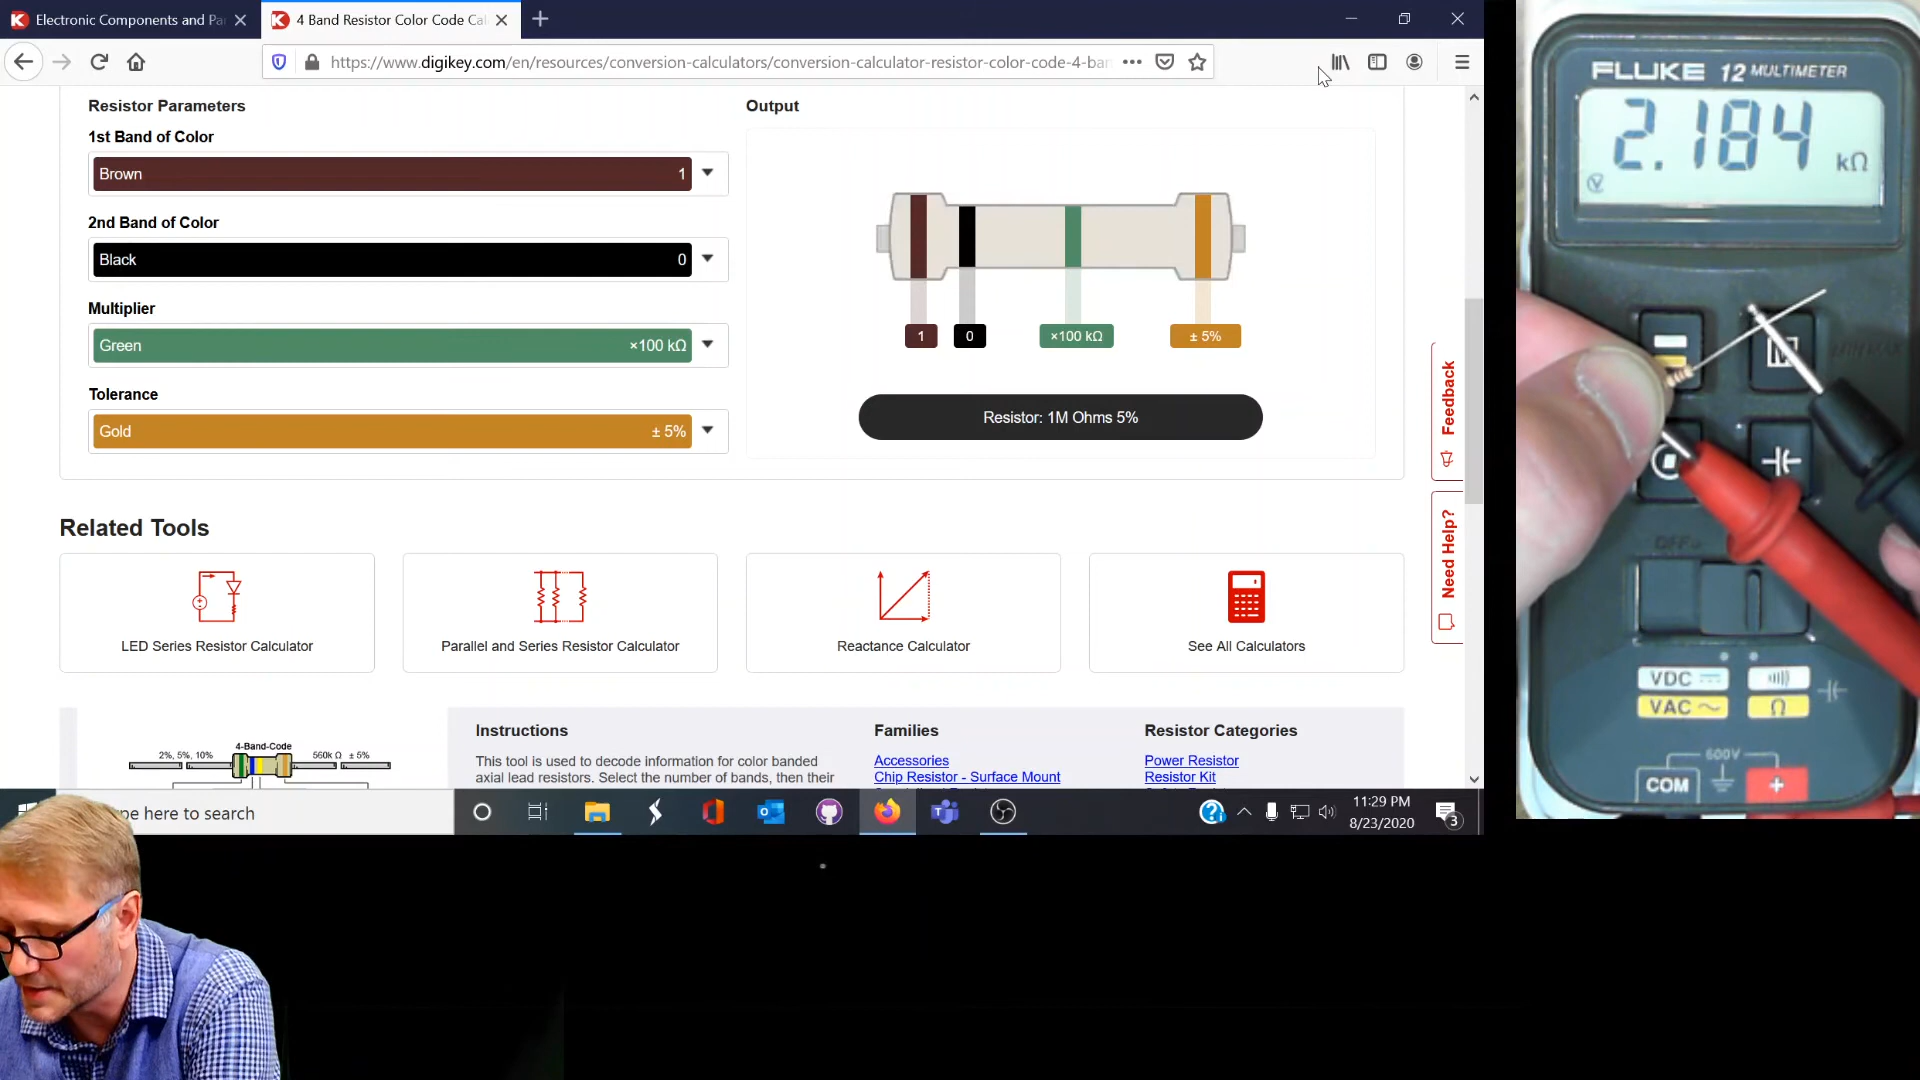 Electronic Components and Pa
4 Band Resistor Color Code Cal
https://www.digikey.com/en/resources/conversion-calculators/conversion-calculator-resistor-color-code-4-ban
Resistor Parameters
1st Band of Color
Brown 1
2nd Band of Color
Black 0
Multiplier
Green ×100 kΩ
Tolerance
Gold ± 5%
Output
1 0 ×100 kΩ ± 5%
Resistor: 1M Ohms 5%
Feedback
Need Help?
Related Tools
LED Series Resistor Calculator
Parallel and Series Resistor Calculator
Reactance Calculator
See All Calculators
4-Band-Code
2%, 5%, 10% 560k Ω ± 5%
Instructions
This tool is used to decode information for color banded
axial lead resistors. Select the number of bands, then their
Families
Accessories
Chip Resistor - Surface Mount
Resistor Categories
Power Resistor
Resistor Kit
pe here to search
11:29 PM
8/23/2020
3
FLUKE 12 MULTIMETER
2.184 kΩ
OFF
VDC
VAC
Ω
600V
COM +